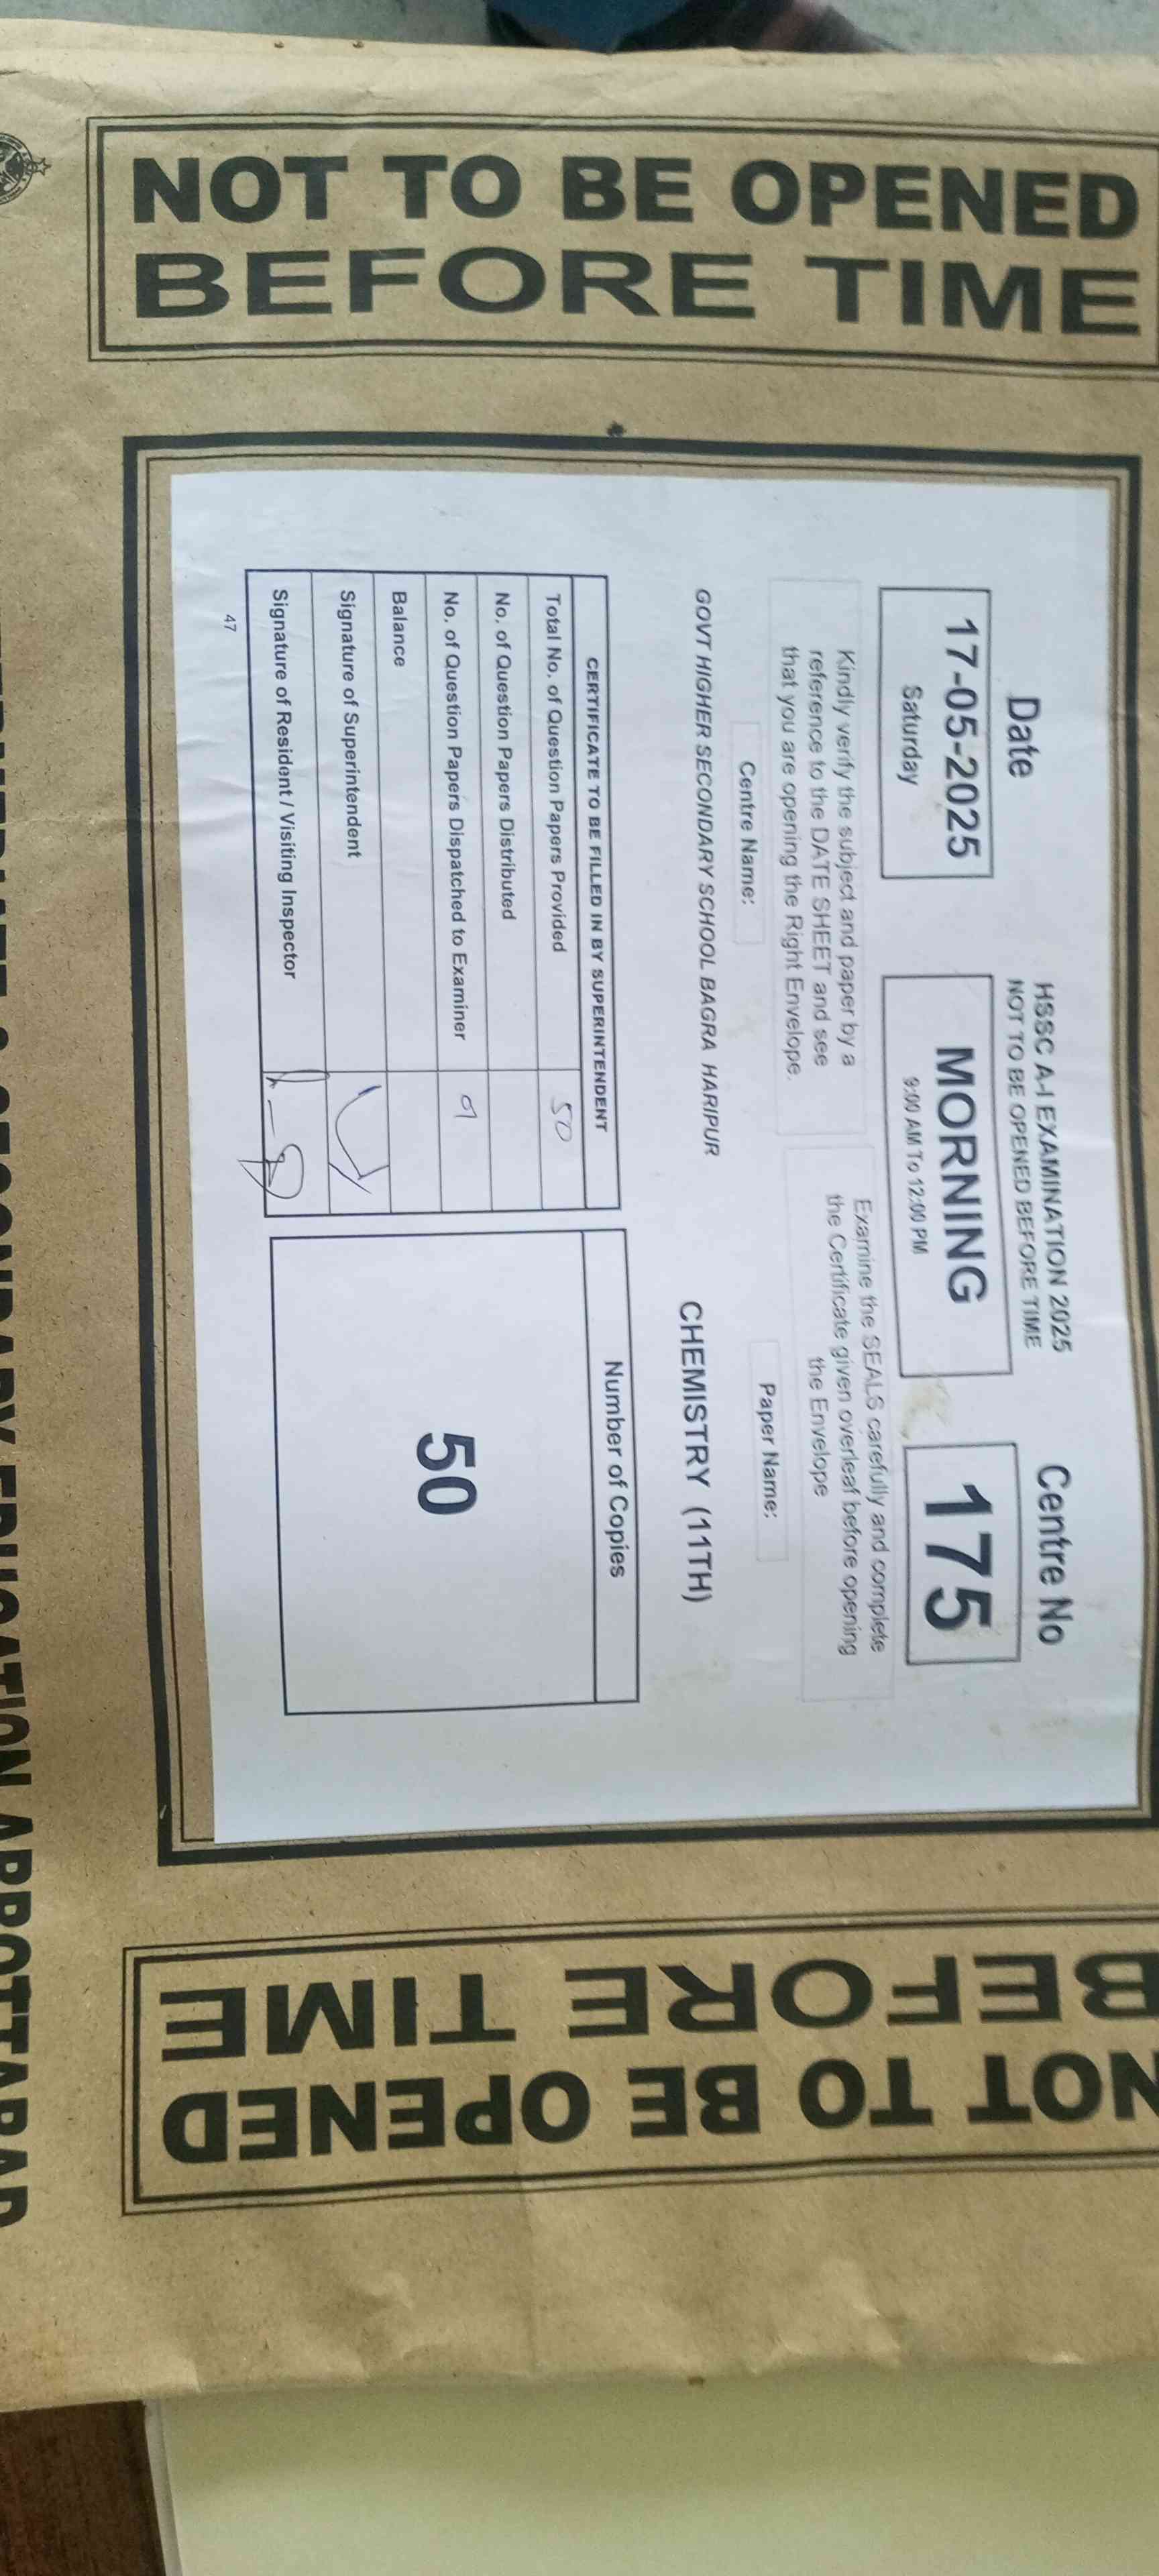 NOT TO BE OPENED
BEFORE TIME
HSSC A-I EXAMINATION 2025
NOT TO BE OPENED BEFORE TIME
Date
17-05-2025
Saturday
MORNING
9:00 AM To 12:00 PM
Centre No
175
Kindly verify the subject and paper by a
reference to the DATE SHEET and see
that you are opening the Right Envelope.
Examine the SEALS carefully and complete
the Certificate given overleaf before opening
the Envelope
Centre Name:
GOVT HIGHER SECONDARY SCHOOL BAGRA HARIPUR
Paper Name:
CHEMISTRY (11TH)
CERTIFICATE TO BE FILLED IN BY SUPERINTENDENT
Total No. of Question Papers Provided 50
No. of Question Papers Distributed
No. of Question Papers Dispatched to Examiner 9
Balance
Signature of Superintendent
Signature of Resident / Visiting Inspector
47
Number of Copies
50
NOT TO BE OPENED
BEFORE TIME
SECONDARY EDUCATION ABBOTTABAD